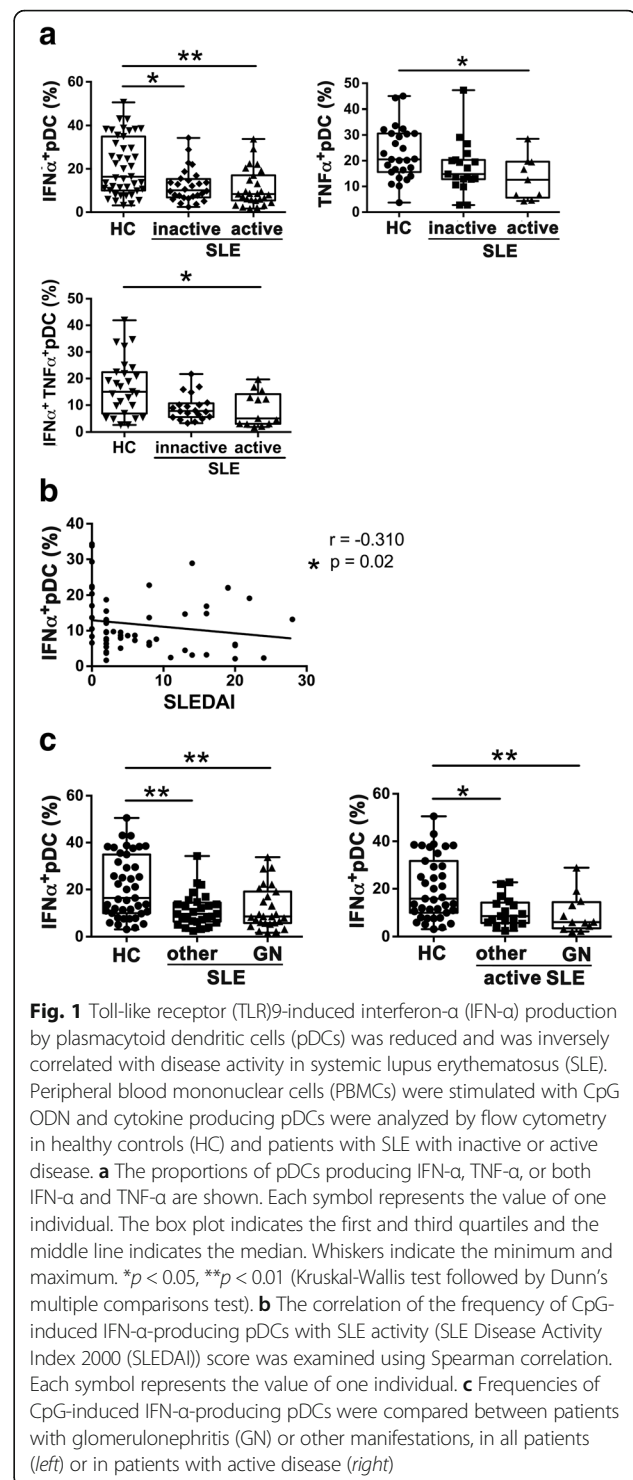 a
**
*
IFNα⁺pDC (%)
60
40
20
0
HC inactive active
SLE
*
TNFα⁺pDC (%)
50
40
30
20
10
0
HC inactive active
SLE
*
IFNα⁺ TNFα⁺pDC (%)
50
40
30
20
10
0
HC innactive active
SLE
b
IFNα⁺pDC (%)
40
30
20
10
0
0 10 20 30
SLEDAI
r = -0.310
* p = 0.02
c
**
**
IFNα⁺pDC (%)
60
40
20
0
HC other GN
SLE
**
*
IFNα⁺pDC (%)
60
40
20
0
HC other GN
active SLE
Fig. 1 Toll-like receptor (TLR)9-induced interferon-α (IFN-α) production
by plasmacytoid dendritic cells (pDCs) was reduced and was inversely
correlated with disease activity in systemic lupus erythematosus (SLE).
Peripheral blood mononuclear cells (PBMCs) were stimulated with CpG
ODN and cytokine producing pDCs were analyzed by flow cytometry
in healthy controls (HC) and patients with SLE with inactive or active
disease. a The proportions of pDCs producing IFN-α, TNF-α, or both
IFN-α and TNF-α are shown. Each symbol represents the value of one
individual. The box plot indicates the first and third quartiles and the
middle line indicates the median. Whiskers indicate the minimum and
maximum. *p < 0.05, **p < 0.01 (Kruskal-Wallis test followed by Dunn's
multiple comparisons test). b The correlation of the frequency of CpG-
induced IFN-α-producing pDCs with SLE activity (SLE Disease Activity
Index 2000 (SLEDAI)) score was examined using Spearman correlation.
Each symbol represents the value of one individual. c Frequencies of
CpG-induced IFN-α-producing pDCs were compared between patients
with glomerulonephritis (GN) or other manifestations, in all patients
(left) or in patients with active disease (right)